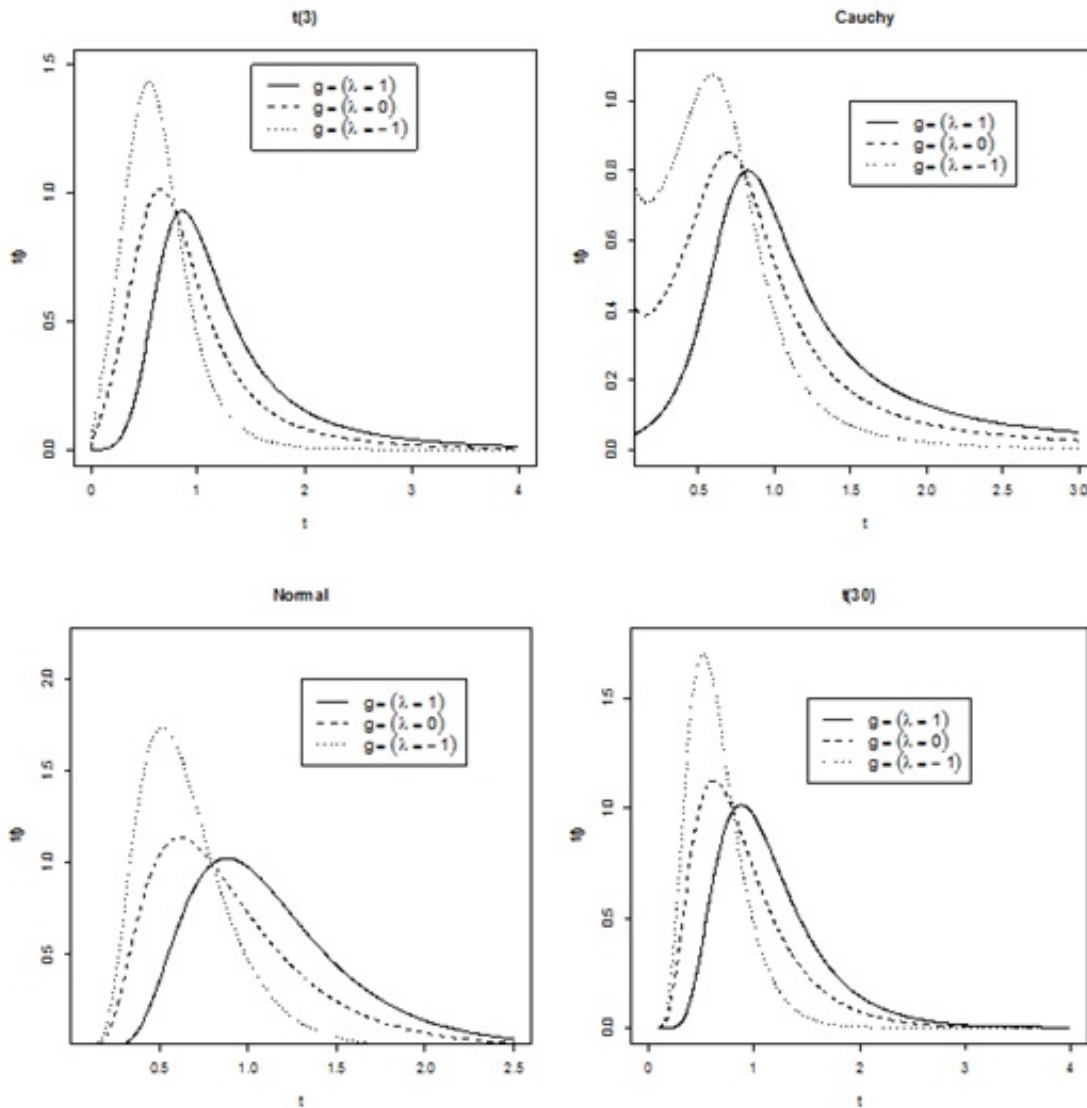 t(3)
1.5
1.0
0.5
0.0
g = (λ = 1)
g = (λ = 0)
g = (λ = − 1)
0
1
2
3
4
t
Cauchy
1.0
0.8
0.6
0.4
0.2
0.0
g = (λ = 1)
g = (λ = 0)
g = (λ = − 1)
0.5
1.0
1.5
2.0
2.5
3.0
t
Normal
2.0
1.5
1.0
0.5
g = (λ = 1)
g = (λ = 0)
g = (λ = − 1)
0.5
1.0
1.5
2.0
2.5
t
t(30)
1.5
1.0
0.5
0.0
g = (λ = 1)
g = (λ = 0)
g = (λ = − 1)
0
1
2
3
4
t